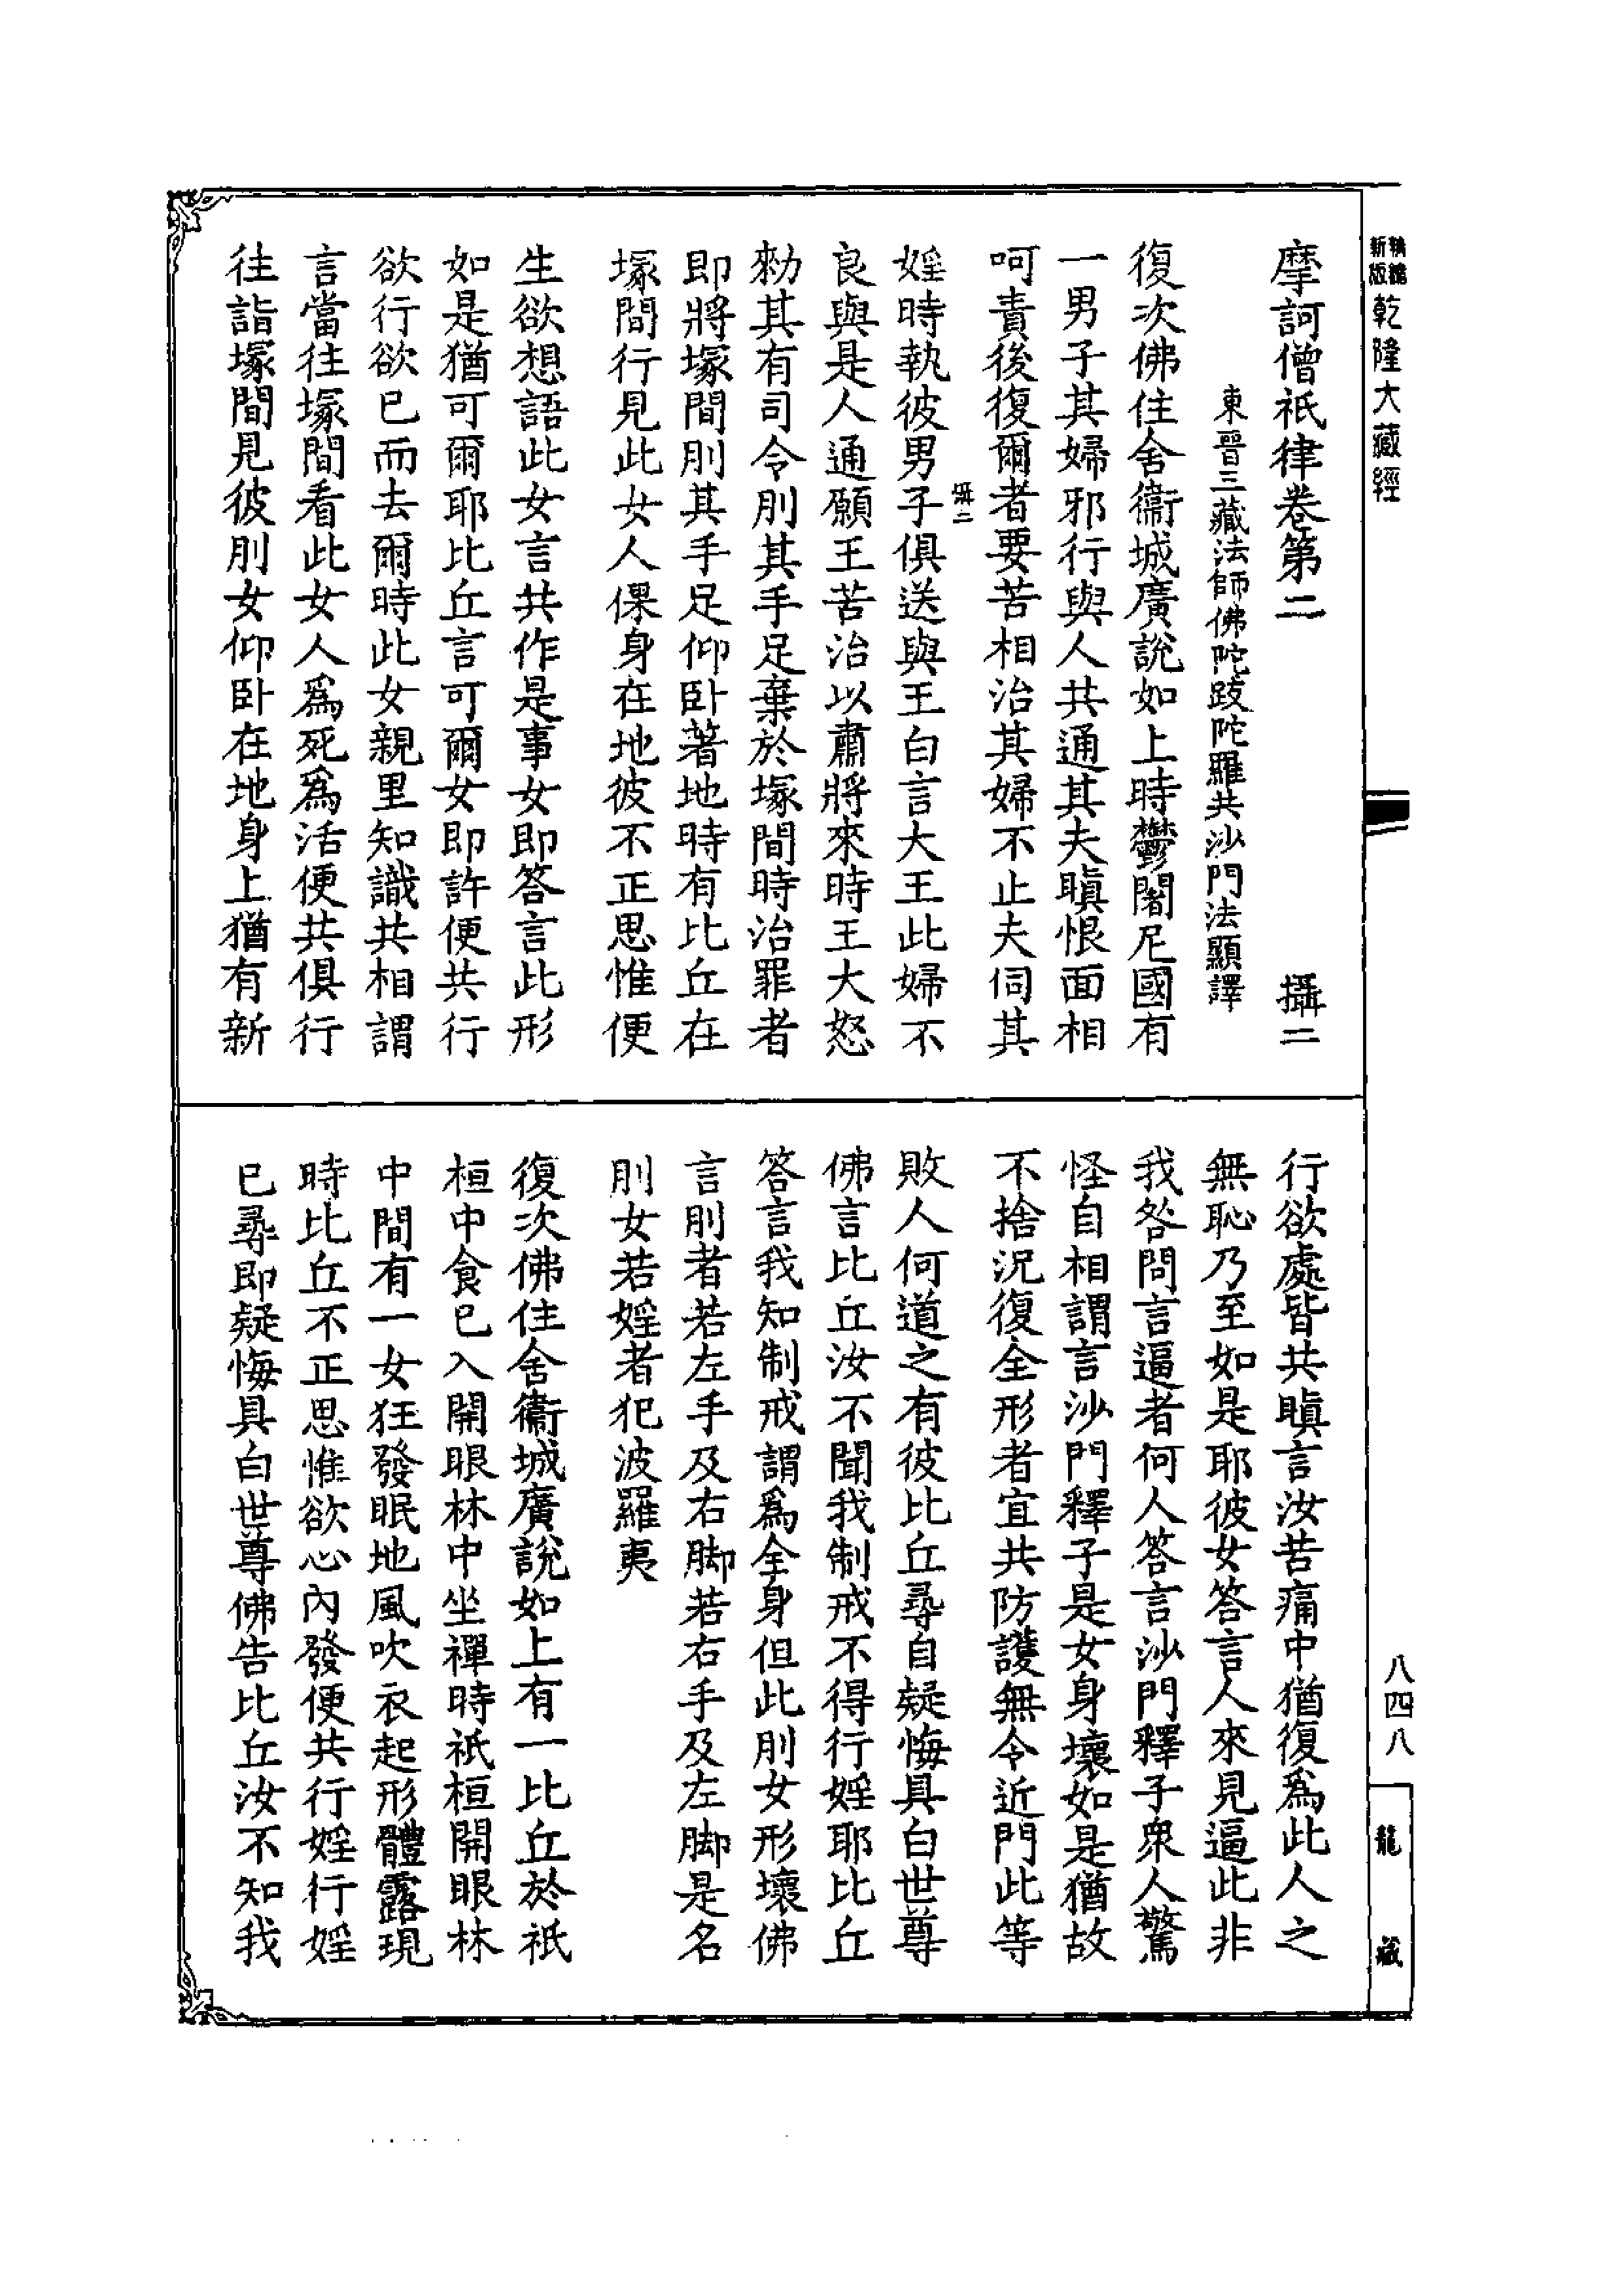 新編縮版
乾隆大藏經
摩訶僧祇律卷第二 攝二
東晉三藏法師佛陀跋陀羅共沙門法顯譯
復次佛住舍衞城廣說如上時鬱闍尼國有
一男子其婦邪行與人共通其夫瞋恨面相
呵責後復爾者要苦相治其婦不止夫伺其
攝二
婬時執彼男子俱送與王白言大王此婦不
良與是人通願王苦治以肅將來時王大怒
勑其有司令刖其手足棄於塚間時治罪者
即將塚間刖其手足仰卧著地時有比丘在
塚間行見此女人倮身在地彼不正思惟便
生欲想語此女言共作是事女即答言此形
如是猶可爾耶比丘言可爾女即許便共行
欲行欲已而去爾時此女親里知識共相謂
言當往塚間看此女人爲死爲活便共俱行
往詣塚間見彼刖女仰卧在地身上猶有新
行欲處皆共瞋言汝苦痛中猶復爲此人之
無恥乃至如是耶彼女答言人來見逼此非
我咎問言逼者何人答言沙門釋子衆人驚
怪自相謂言沙門釋子是女身壞如是猶故
不捨況復全形者宜共防護無令近門此等
敗人何道之有彼比丘尋自疑悔具白世尊
佛言比丘汝不聞我制戒不得行婬耶比丘
答言我知制戒謂爲全身但此刖女形壞佛
言刖者若左手及右脚若右手及左脚是名
刖女若婬者犯波羅夷
復次佛住舍衞城廣說如上有一比丘於祇
桓中食已入開眼林中坐禪時祇桓開眼林
中間有一女狂發眠地風吹衣起形體露現
時比丘不正思惟欲心內發便共行婬行婬
已尋即疑悔具白世尊佛告比丘汝不知我
八四八
龍藏